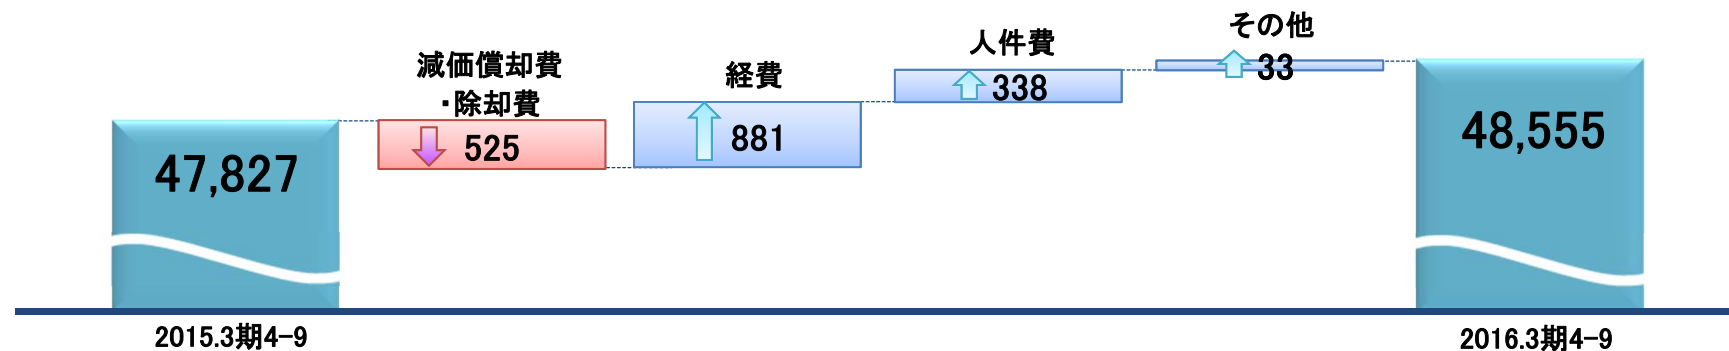 減価償却費
・除却費
経費
人件費
その他
47,827
525
881
338
33
48,555
2015.3期4-9
2016.3期4-9